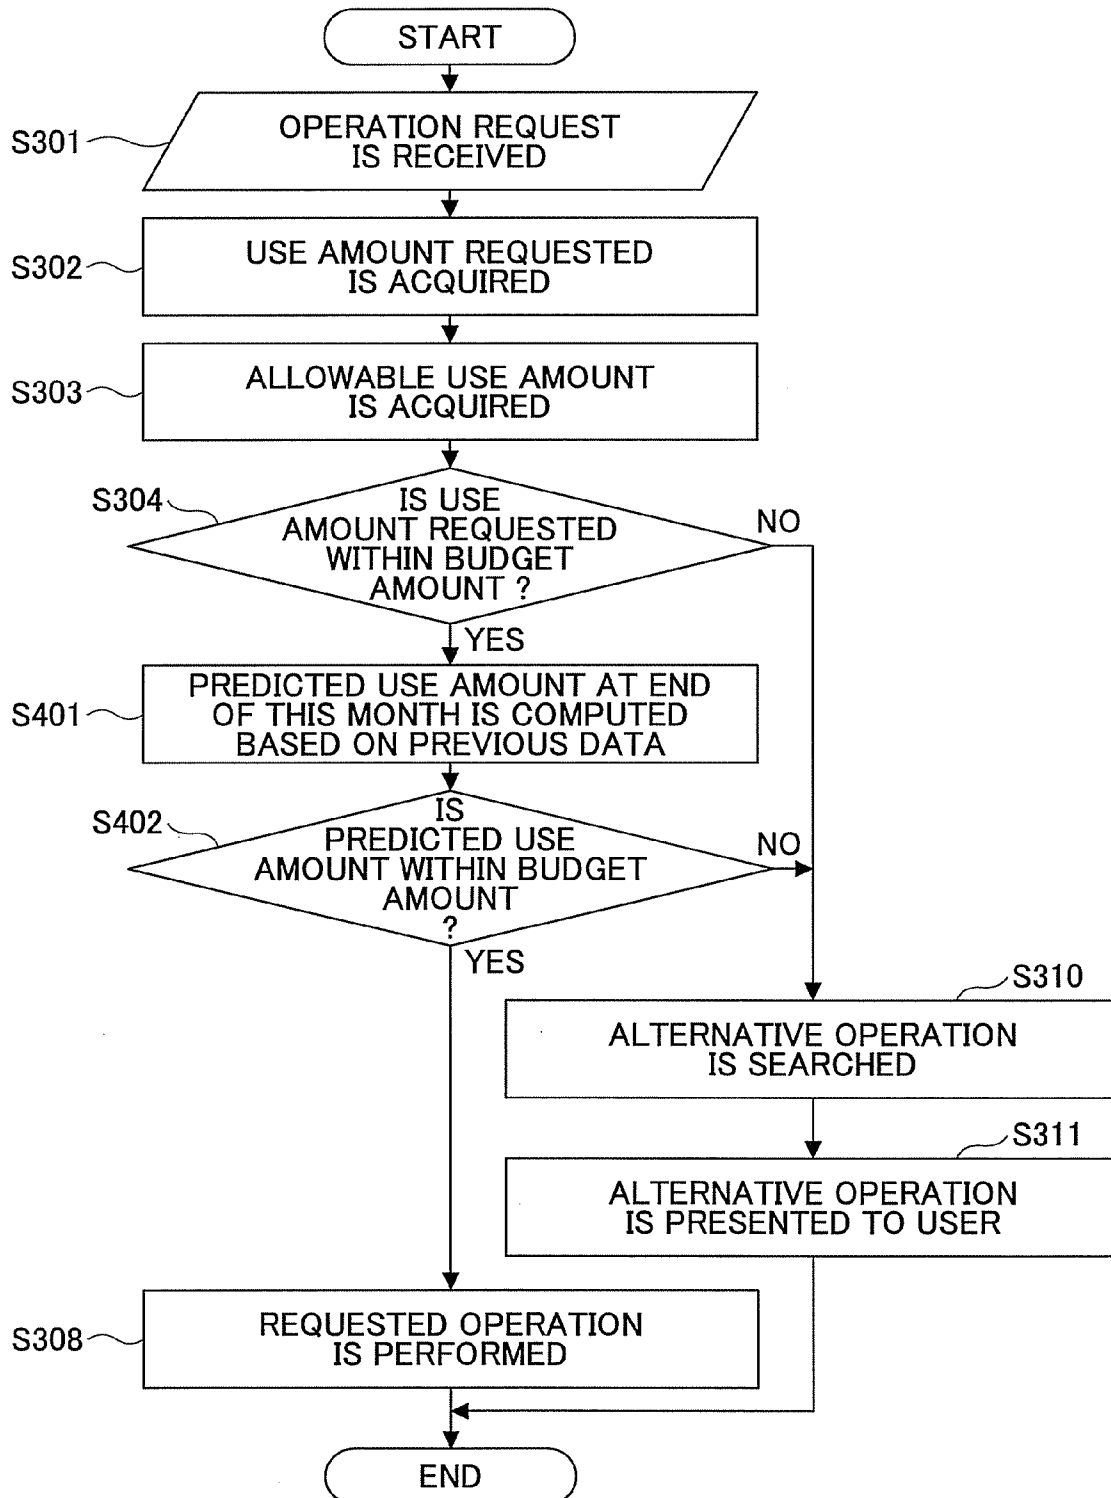 START
S301
OPERATION REQUEST
IS RECEIVED
S302
USE AMOUNT REQUESTED
IS ACQUIRED
S303
ALLOWABLE USE AMOUNT
IS ACQUIRED
S304
IS USE
AMOUNT REQUESTED
WITHIN BUDGET
AMOUNT ?
NO
YES
S401
PREDICTED USE AMOUNT AT END
OF THIS MONTH IS COMPUTED
BASED ON PREVIOUS DATA
S402
IS
PREDICTED USE
AMOUNT WITHIN BUDGET
AMOUNT
?
NO
YES
S310
ALTERNATIVE OPERATION
IS SEARCHED
S311
ALTERNATIVE OPERATION
IS PRESENTED TO USER
S308
REQUESTED OPERATION
IS PERFORMED
END